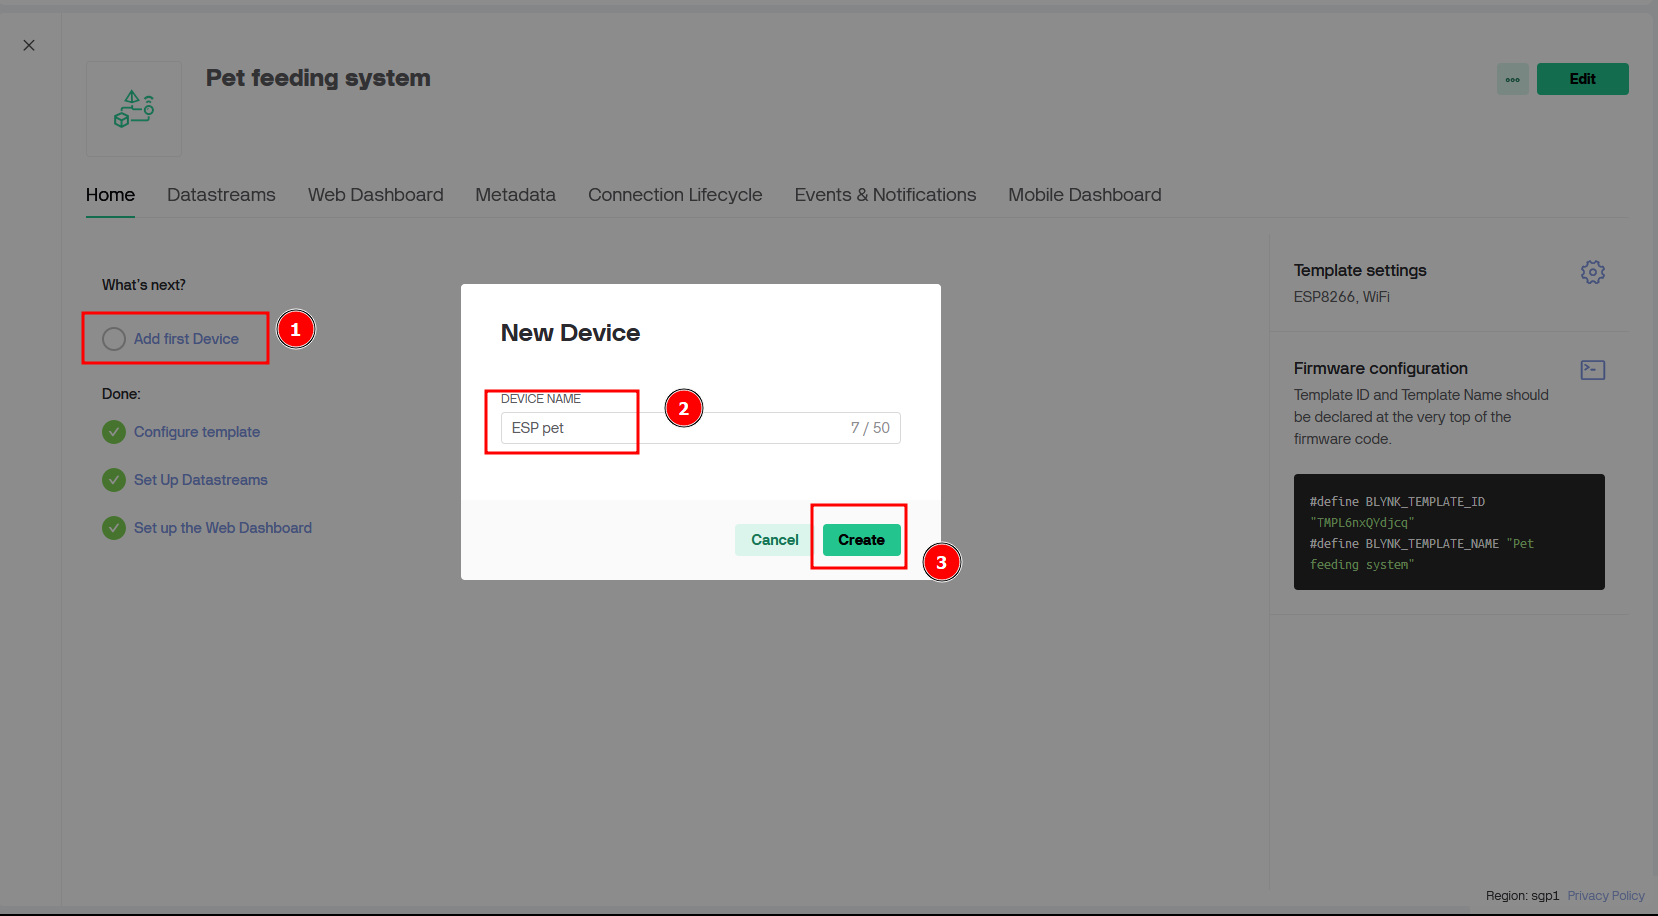 Pet feeding system
Edit
Home Datastreams Web Dashboard Metadata Connection Lifecycle Events & Notifications Mobile Dashboard
What's next?
Add first Device
1
Done:
Configure template
Set Up Datastreams
Set up the Web Dashboard
New Device
DEVICE NAME
2
ESP pet 7 / 50
Cancel Create
3
Template settings
ESP8266, WiFi
Firmware configuration
Template ID and Template Name should
be declared at the very top of the
firmware code.
#define BLYNK_TEMPLATE_ID
"TMPL6nxQYdjcq"
#define BLYNK_TEMPLATE_NAME "Pet
feeding system"
Region: sgp1 Privacy Policy